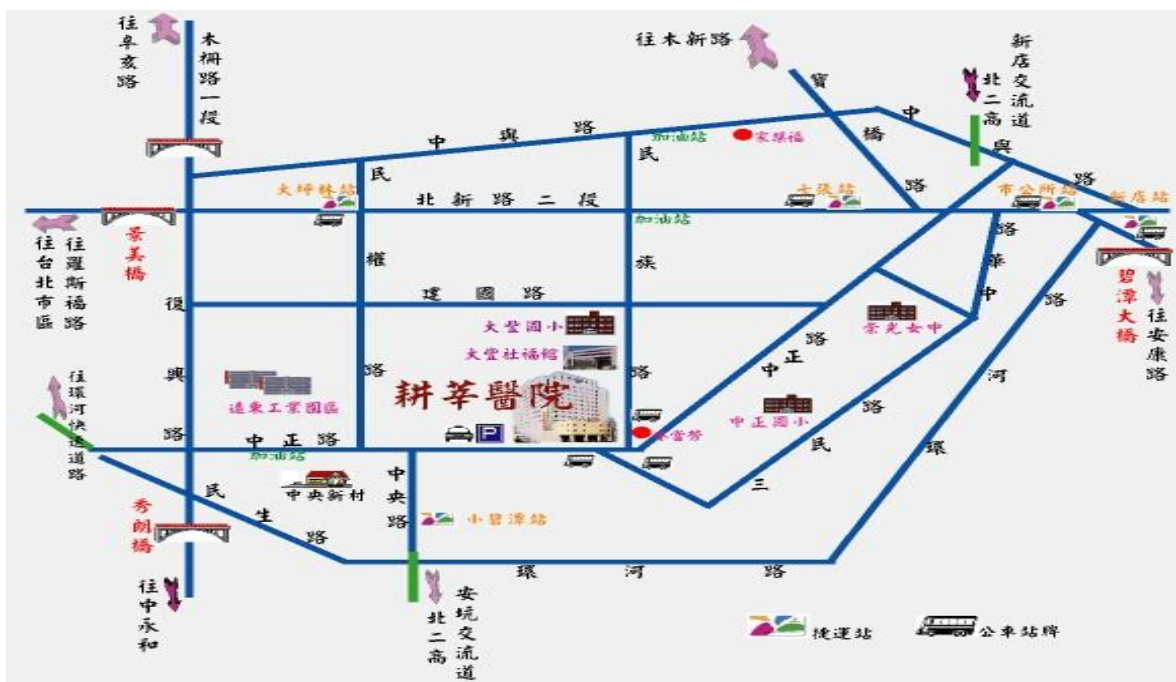 往辛亥路
木柵路一段
往木新路
新店交流道
北二高
寶橋路
中興路
中興路
加油站
家樂福
大坪林站
北新路二段
七張站
市公所站
新店站
加油站
景美橋
往羅斯福路
往台北市區
民權路
民族路
復興路
建國路
中華路
碧潭大橋
往安康路
大豐國小
大豐社福館
崇光女中
中正路
環河路
往環河快速道路
遠東工業園區
耕莘醫院
P
中正國小
三民路
麥當勞
中正路
加油站
中央新村
中央路
民生路
秀朗橋
小碧潭站
環河路
往中永和
安坑交流道
北二高
捷運站
公車站牌